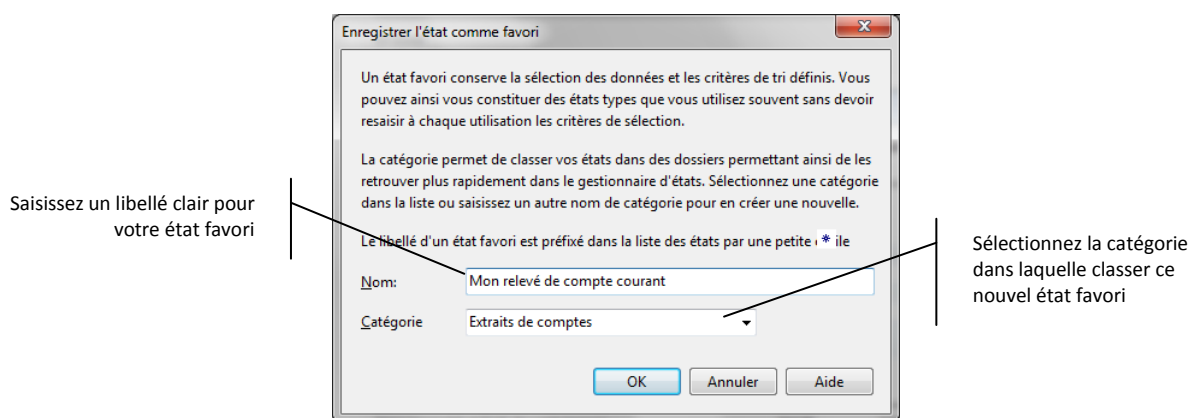 Enregistrer l'état comme favori
Un état favori conserve la sélection des données et les critères de tri définis. Vous
pouvez ainsi vous constituer des états types que vous utilisez souvent sans devoir
resaisir à chaque utilisation les critères de sélection.
La catégorie permet de classer vos états dans des dossiers permettant ainsi de les
retrouver plus rapidement dans le gestionnaire d'états. Sélectionnez une catégorie
dans la liste ou saisissez un autre nom de catégorie pour en créer une nouvelle.
Le libellé d'un état favori est préfixé dans la liste des états par une petite * ile
Nom: Mon relevé de compte courant
Catégorie Extraits de comptes
OK Annuler Aide
Saisissez un libellé clair pour
votre état favori
Sélectionnez la catégorie
dans laquelle classer ce
nouvel état favori